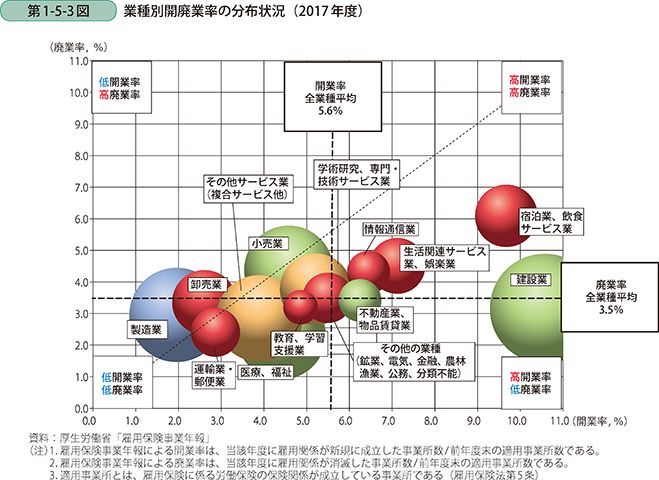 第1-5-3図 業種別開廃業率の分布状況（2017年度）
（廃業率，%）
11.0
10.0
9.0
8.0
7.0
6.0
5.0
4.0
3.0
2.0
1.0
0.0
低開業率
高廃業率
開業率
全業種平均
5.6%
高開業率
高廃業率
その他サービス業
（複合サービス他）
学術研究、専門・
技術サービス業
小売業
情報通信業
宿泊業、飲食
サービス業
生活関連サービス
業、娯楽業
卸売業
建設業
廃業率
全業種平均
3.5%
製造業
不動産業、
物品賃貸業
教育、学習
支援業
運輸業・
郵便業
医療、福祉
その他の業種
（鉱業、電気、金融、農林
漁業、公務、分類不能）
低開業率
低廃業率
高開業率
低廃業率
0.0 1.0 2.0 3.0 4.0 5.0 6.0 7.0 8.0 9.0 10.0 11.0（開業率，%）
資料：厚生労働省「雇用保険事業年報」
（注）1. 雇用保険事業年報による開業率は、当該年度に雇用関係が新規に成立した事業所数/前年度末の適用事業所数である。
2. 雇用保険事業年報による廃業率は、当該年度に雇用関係が消滅した事業所数/前年度末の適用事業所数である。
3. 適用事業所とは、雇用保険に係る労働保険の保険関係が成立している事業所である（雇用保険法第5条）